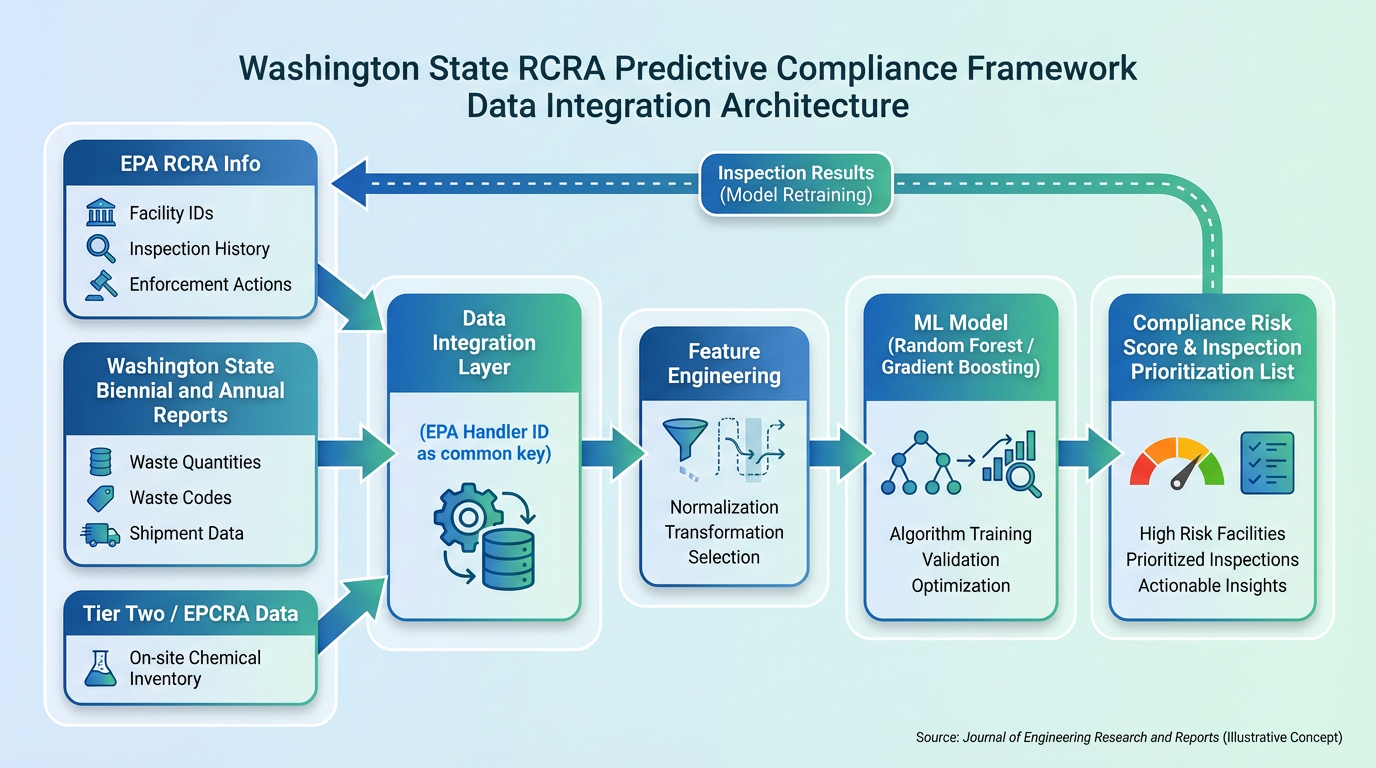 Washington State RCRA Predictive Compliance Framework
Data Integration Architecture
EPA RCRA Info
Facility IDs
Inspection History
Enforcement Actions
Washington State
Biennial and Annual
Reports
Waste Quantities
Waste Codes
Shipment Data
Tier Two / EPCRA Data
On-site Chemical
Inventory
Inspection Results
(Model Retraining)
Data
Integration
Layer
(EPA Handler ID
as common key)
Feature
Engineering
Normalization
Transformation
Selection
ML Model
(Random Forest /
Gradient Boosting)
Algorithm Training
Validation
Optimization
Compliance Risk
Score & Inspection
Prioritization List
High Risk Facilities
Prioritized Inspections
Actionable Insights
Source: Journal of Engineering Research and Reports (Illustrative Concept)